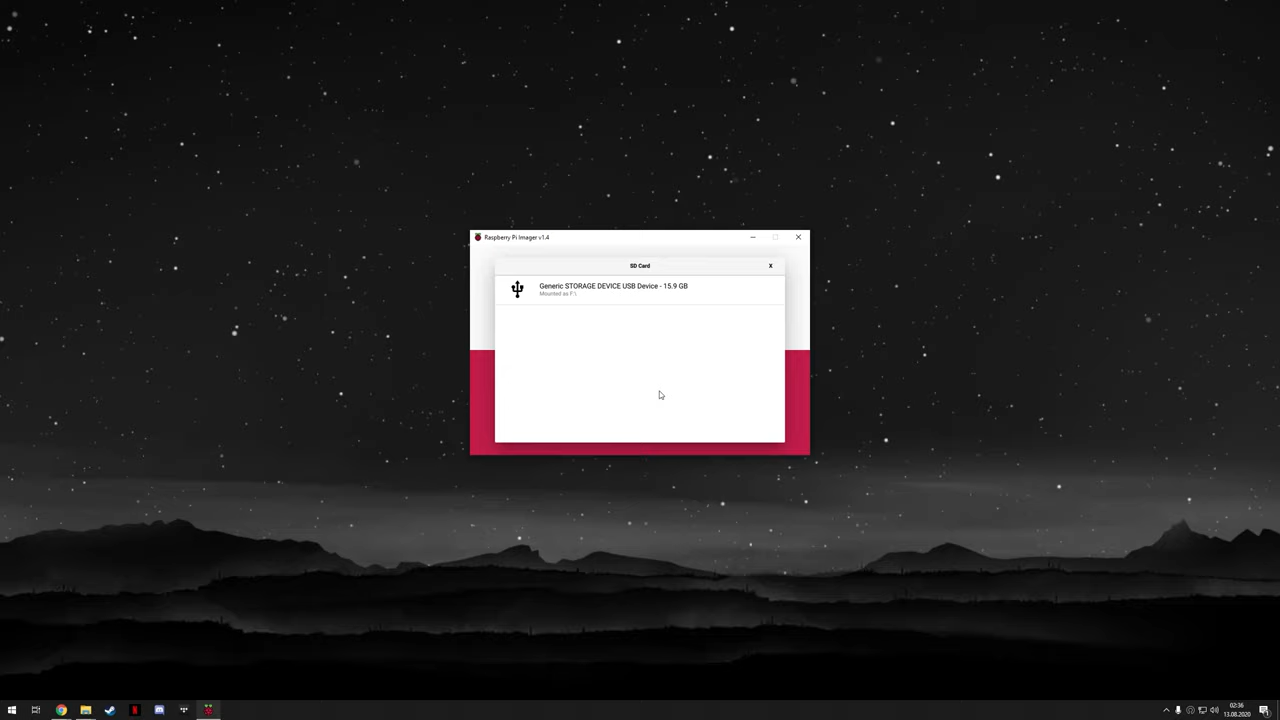 Raspberry Pi Imager v1.4
SD Card
X
Generic STORAGE DEVICE USB Device - 15.9 GB
Mounted as F:\
02:36
13.08.2020